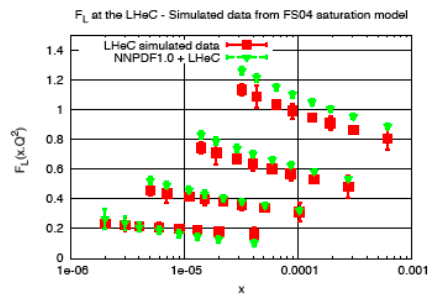 F_L at the LHeC - Simulated data from FS04 saturation model
LHeC simulated data
NNPDF1.0 + LHeC
1.4
1.2
1
0.8
0.6
0.4
0.2
0
F_L(x,Q²)
1e-06
1e-05
0.0001
0.001
x